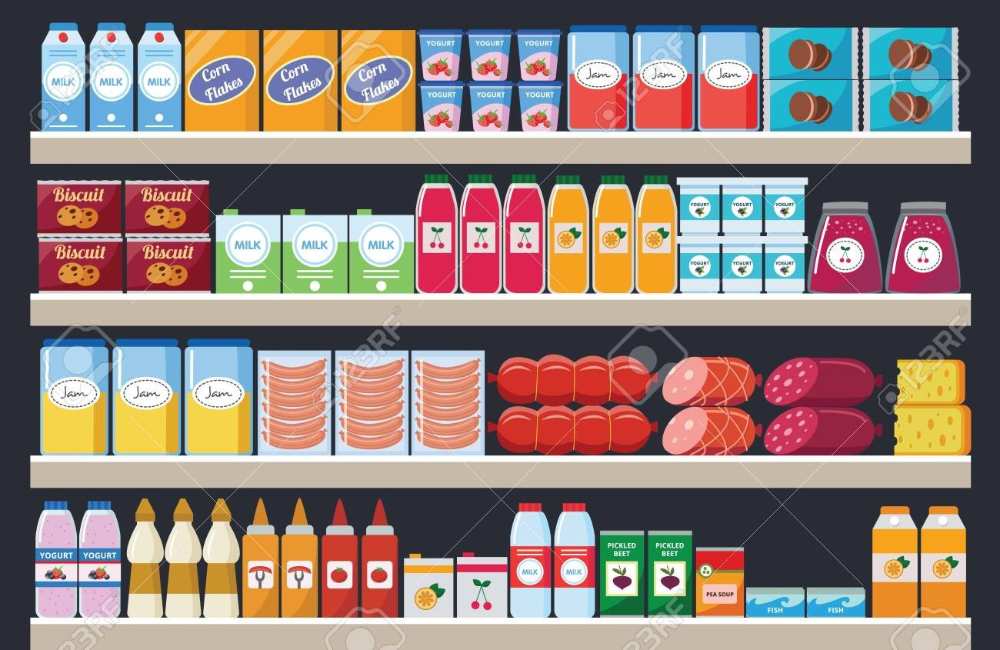 MILK MILK MILK
Corn Flakes
Corn Flakes
Corn Flakes
YOGURT YOGURT YOGURT
YOGURT YOGURT YOGURT
Jam Jam Jam
Biscuit Biscuit
Biscuit Biscuit
MILK MILK MILK
YOGURT YOGURT YOGURT
YOGURT YOGURT YOGURT
Jam Jam Jam
YOGURT YOGURT
MILK MILK
PICKLED BEET
PICKLED BEET
PEA SOUP
FISH FISH
123RF